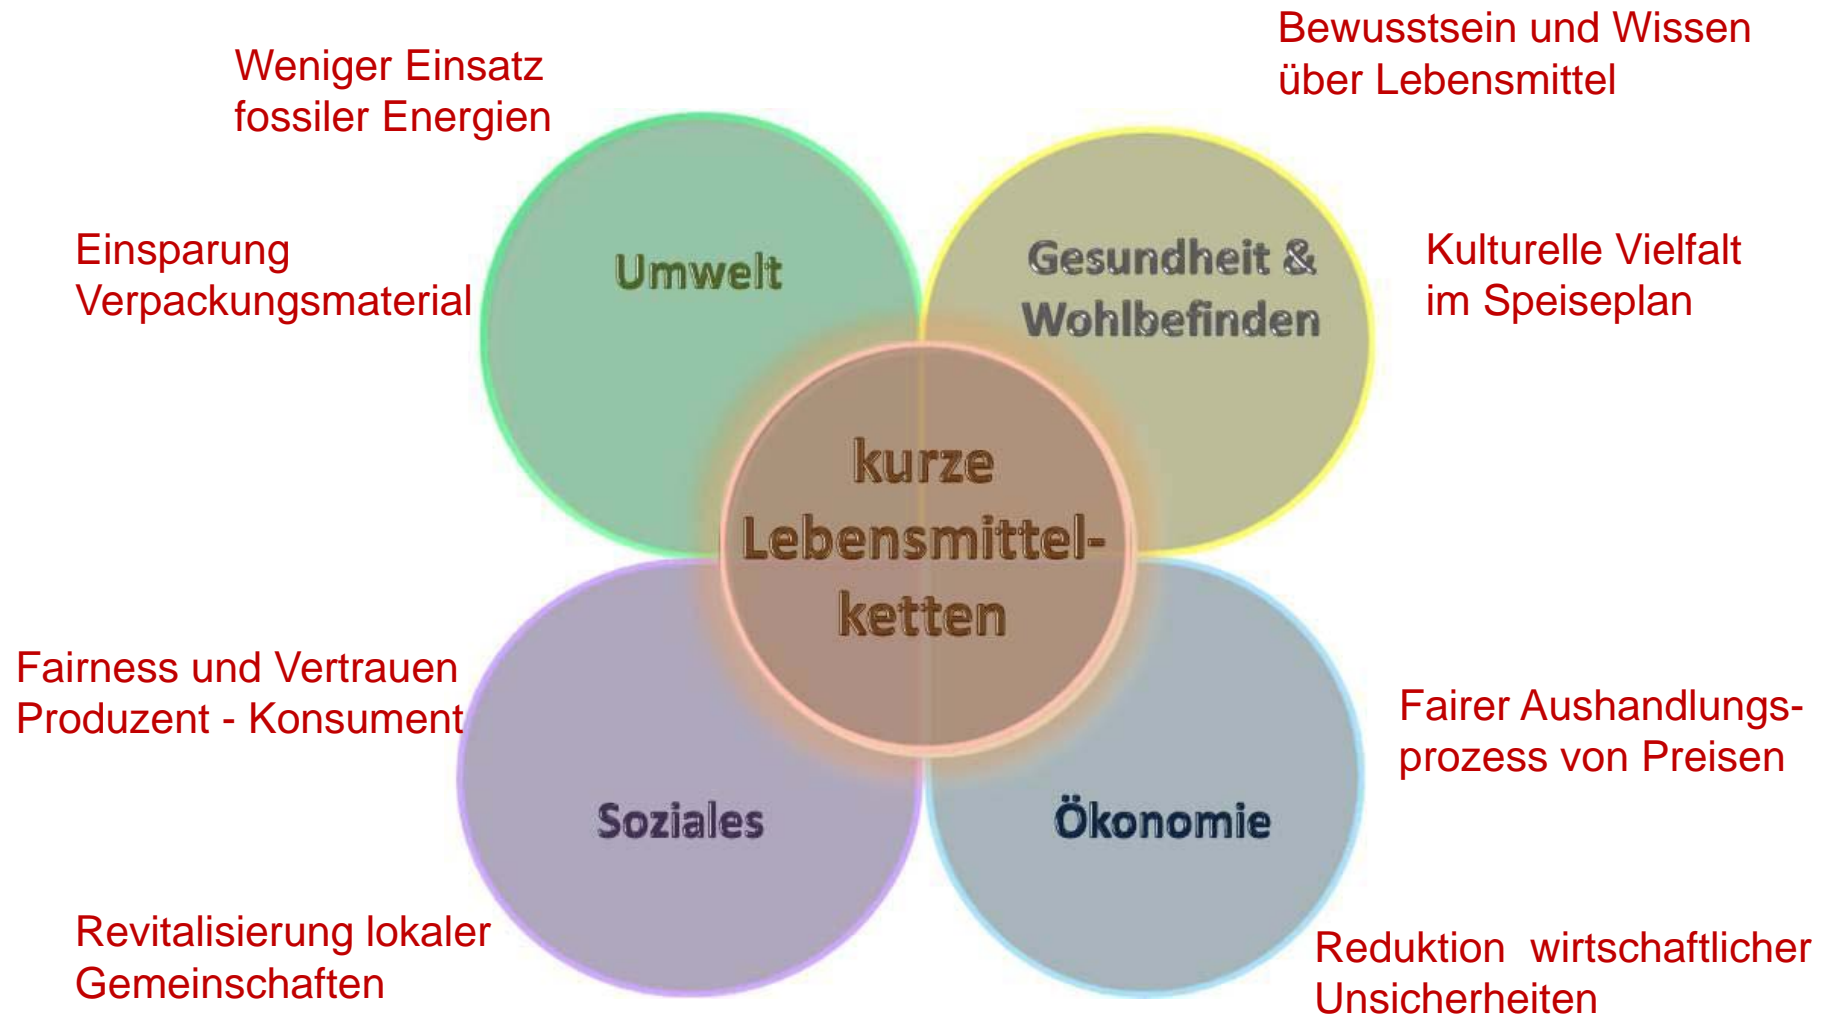 Weniger Einsatz
fossiler Energien
Bewusstsein und Wissen
über Lebensmittel
Einsparung
Verpackungsmaterial
Umwelt
Gesundheit &
Wohlbefinden
Kulturelle Vielfalt
im Speiseplan
kurze
Lebensmittel-
ketten
Fairness und Vertrauen
Produzent - Konsument
Soziales
Ökonomie
Fairer Aushandlungs-
prozess von Preisen
Revitalisierung lokaler
Gemeinschaften
Reduktion wirtschaftlicher
Unsicherheiten